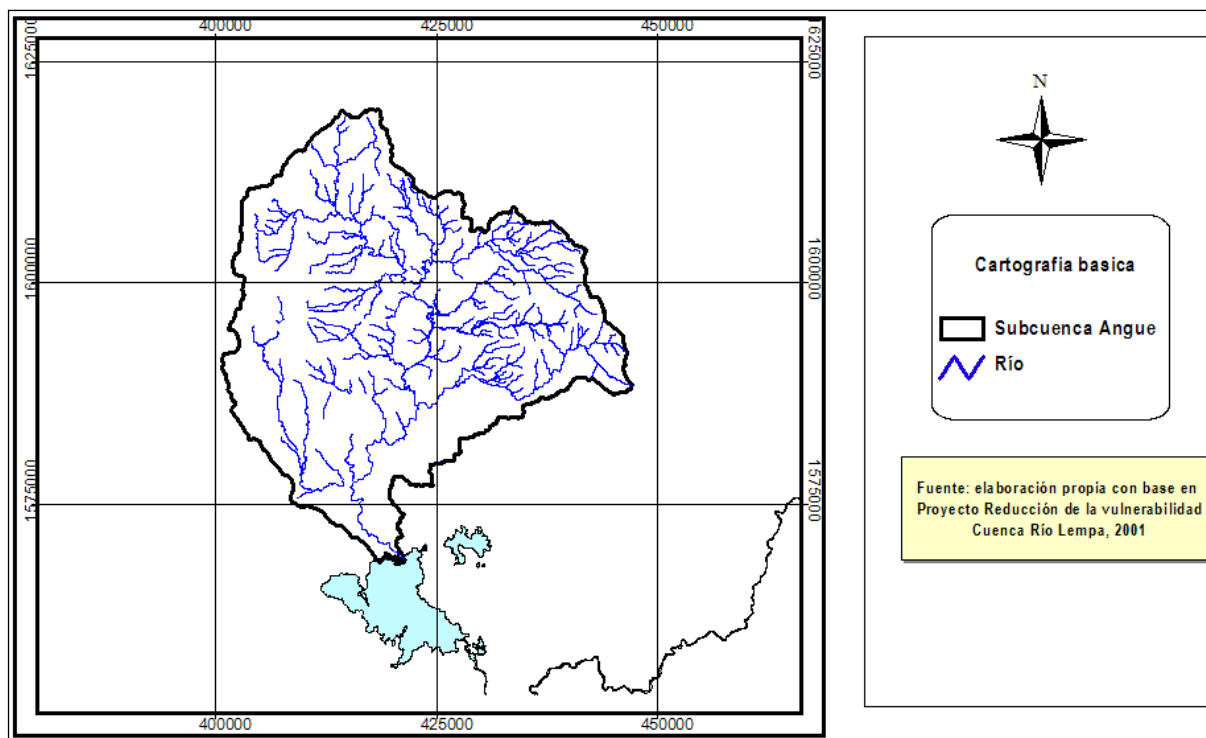 400000 425000 450000
1625000
1600000
1575000
625000
1600000
1575000
400000 425000 450000
N
Cartografia basica
Subcuenca Angue
Río
Fuente: elaboración propia con base en
Proyecto Reducción de la vulnerabilidad
Cuenca Río Lempa, 2001